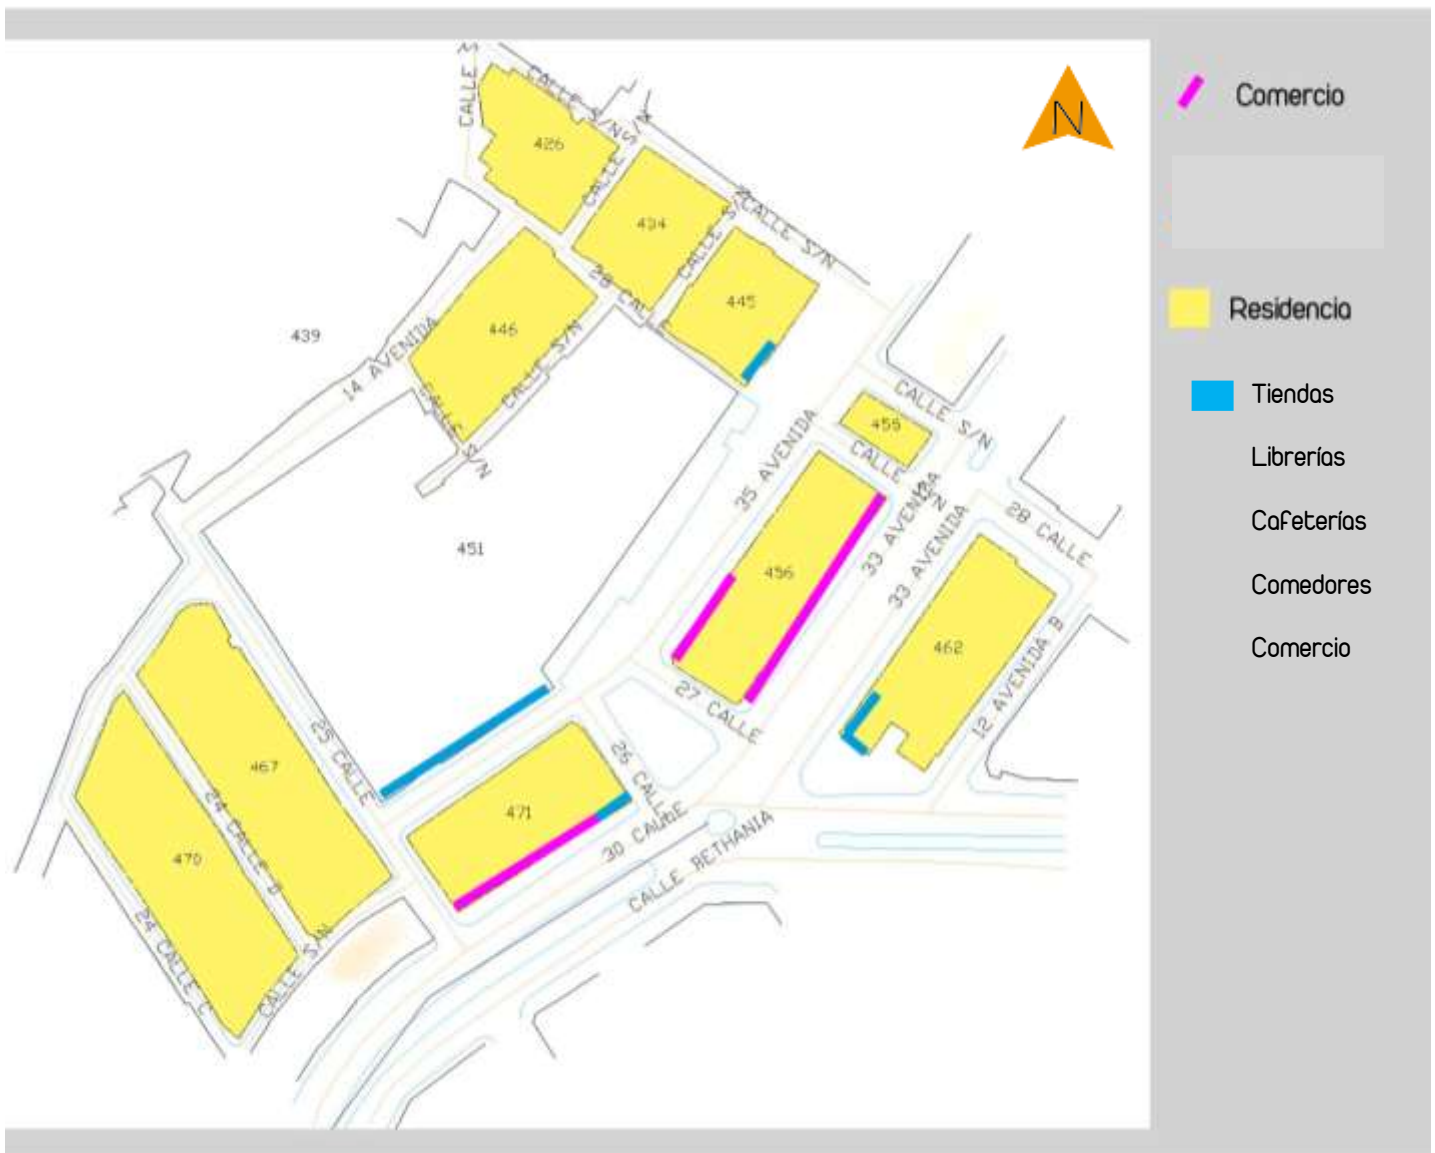 CALLE S
CALLE S/N
426
CALLE S/N
434
CALLE S/N
CALLE S/N
28 CAL
445
446
439
14 AVENIDA
CALLE S/N
CALLE S/N
CALLE S/N
455
CALLE S/N
35 AVENIDA
33 AVENIDA
33 AVENIDA
28 CALLE
451
456
462
12 AVENIDA B
27 CALLE
25 CALLE
26 CALLE
467
471
30 CALLE
CALLE BETHANIA
24 CALLE D
470
24 CALLE C
CALLE S/N
N
Comercio
Residencia
Tiendas
Librerías
Cafeterías
Comedores
Comercio